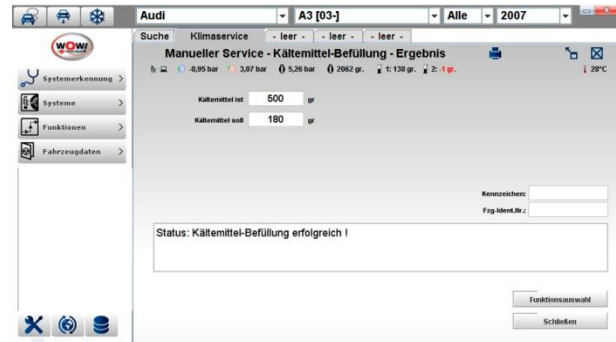 Audi A3 [03-] Alle 2007
Suche Klimaservice - leer - - leer - - leer -
WOW!
Manueller Service - Kältemittel-Befüllung - Ergebnis
-0,95 bar 3,07 bar 5,26 bar 2062 gr. 1: 138 gr. 2: -1 gr. 28°C
Systemerkennung >
Systeme >
Funktionen >
Fahrzeugdaten >
Kältemittel ist 500 gr
Kältemittel soll 180 gr
Kennzeichen:
Fzg-Ident.Nr.:
Status: Kältemittel-Befüllung erfolgreich !
Funktionsauswahl
Schließen